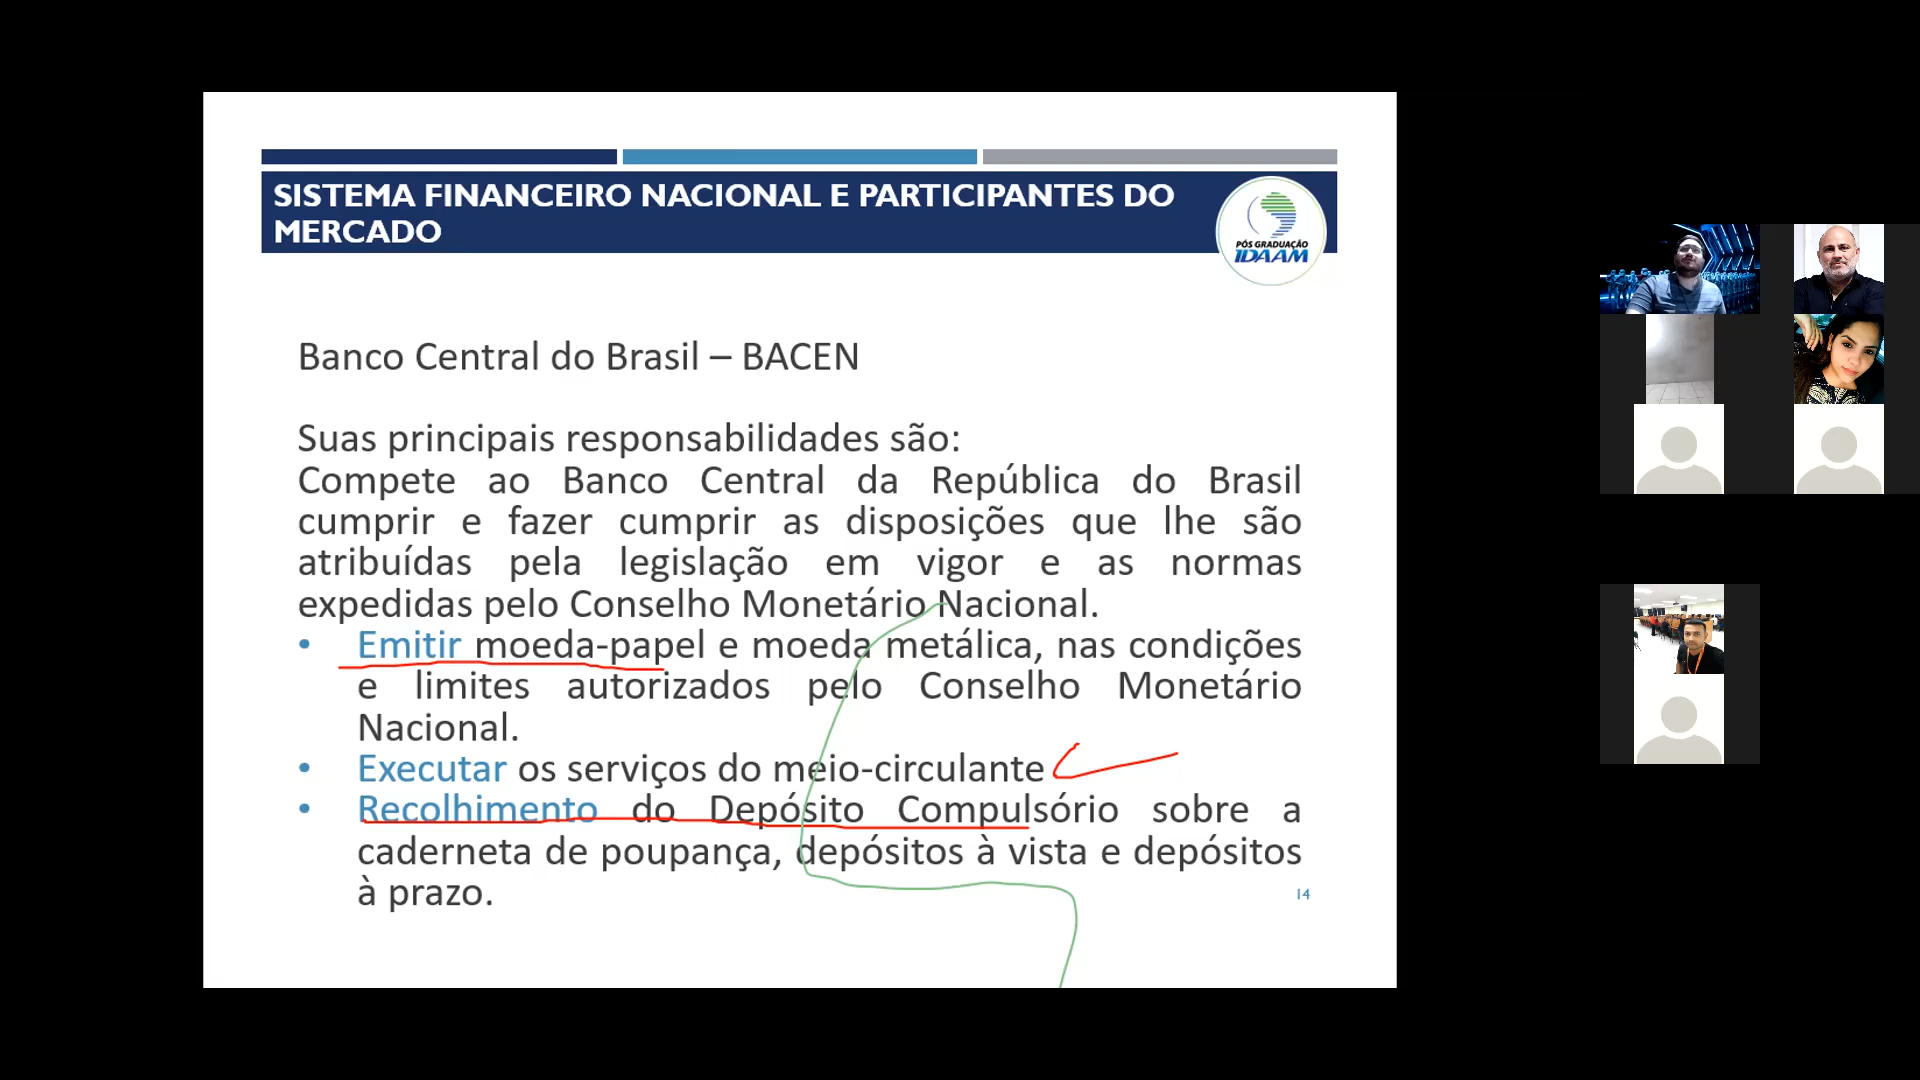 SISTEMA FINANCEIRO NACIONAL E PARTICIPANTES DO
MERCADO
PÓS GRADUAÇÃO
IDAAM
Banco Central do Brasil – BACEN
Suas principais responsabilidades são:
Compete ao Banco Central da República do Brasil
cumprir e fazer cumprir as disposições que lhe são
atribuídas pela legislação em vigor e as normas
expedidas pelo Conselho Monetário Nacional.
• Emitir moeda-papel e moeda metálica, nas condições
e limites autorizados pelo Conselho Monetário
Nacional.
• Executar os serviços do meio-circulante
• Recolhimento do Depósito Compulsório sobre a
caderneta de poupança, depósitos à vista e depósitos
à prazo.
14